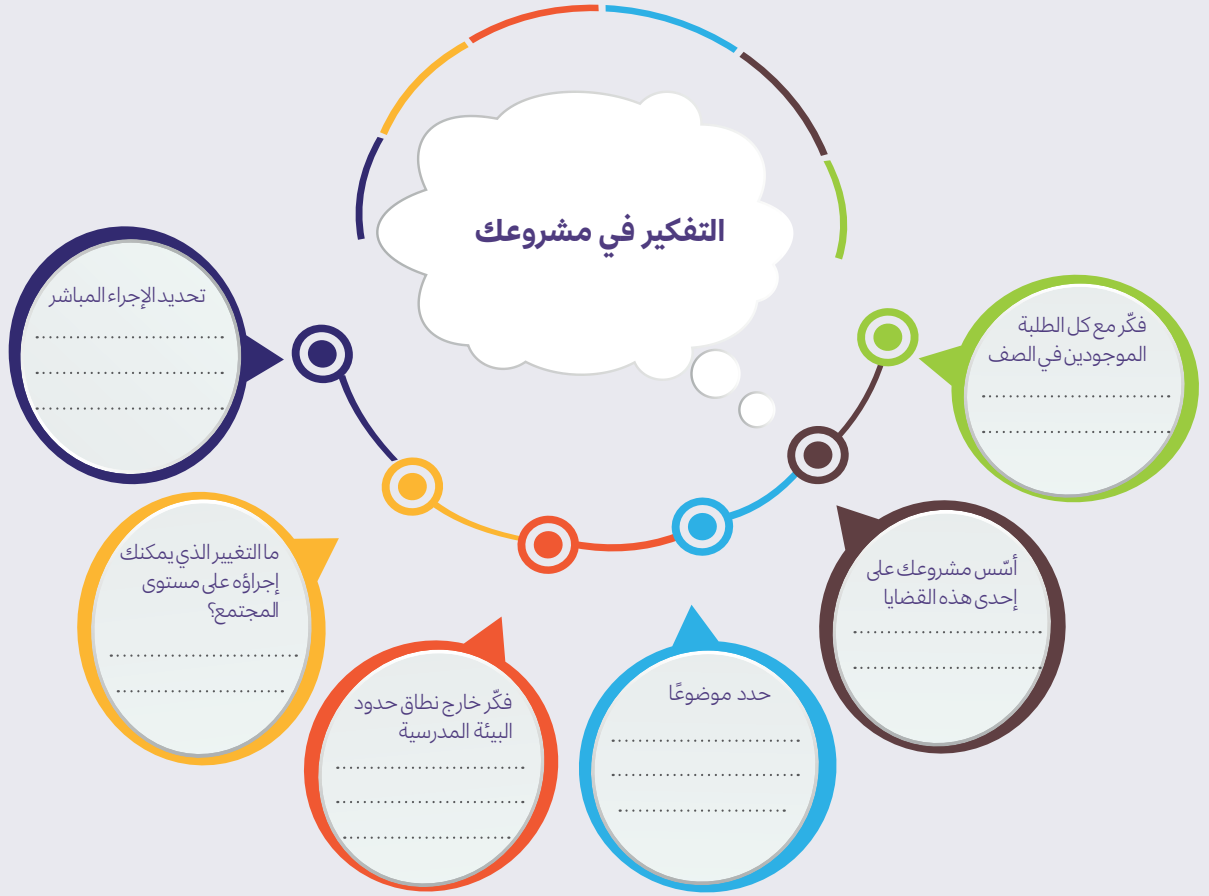 التفكير في مشروعك
فكّر مع كل الطلبة
الموجودين في الصف
أسّس مشروعك على
إحدى هذه القضايا
حدد موضوعًا
فكّر خارج نطاق حدود
البيئة المدرسية
ما التغيير الذي يمكنك
إجراؤه على مستوى
المجتمع؟
تحديد الإجراء المباشر